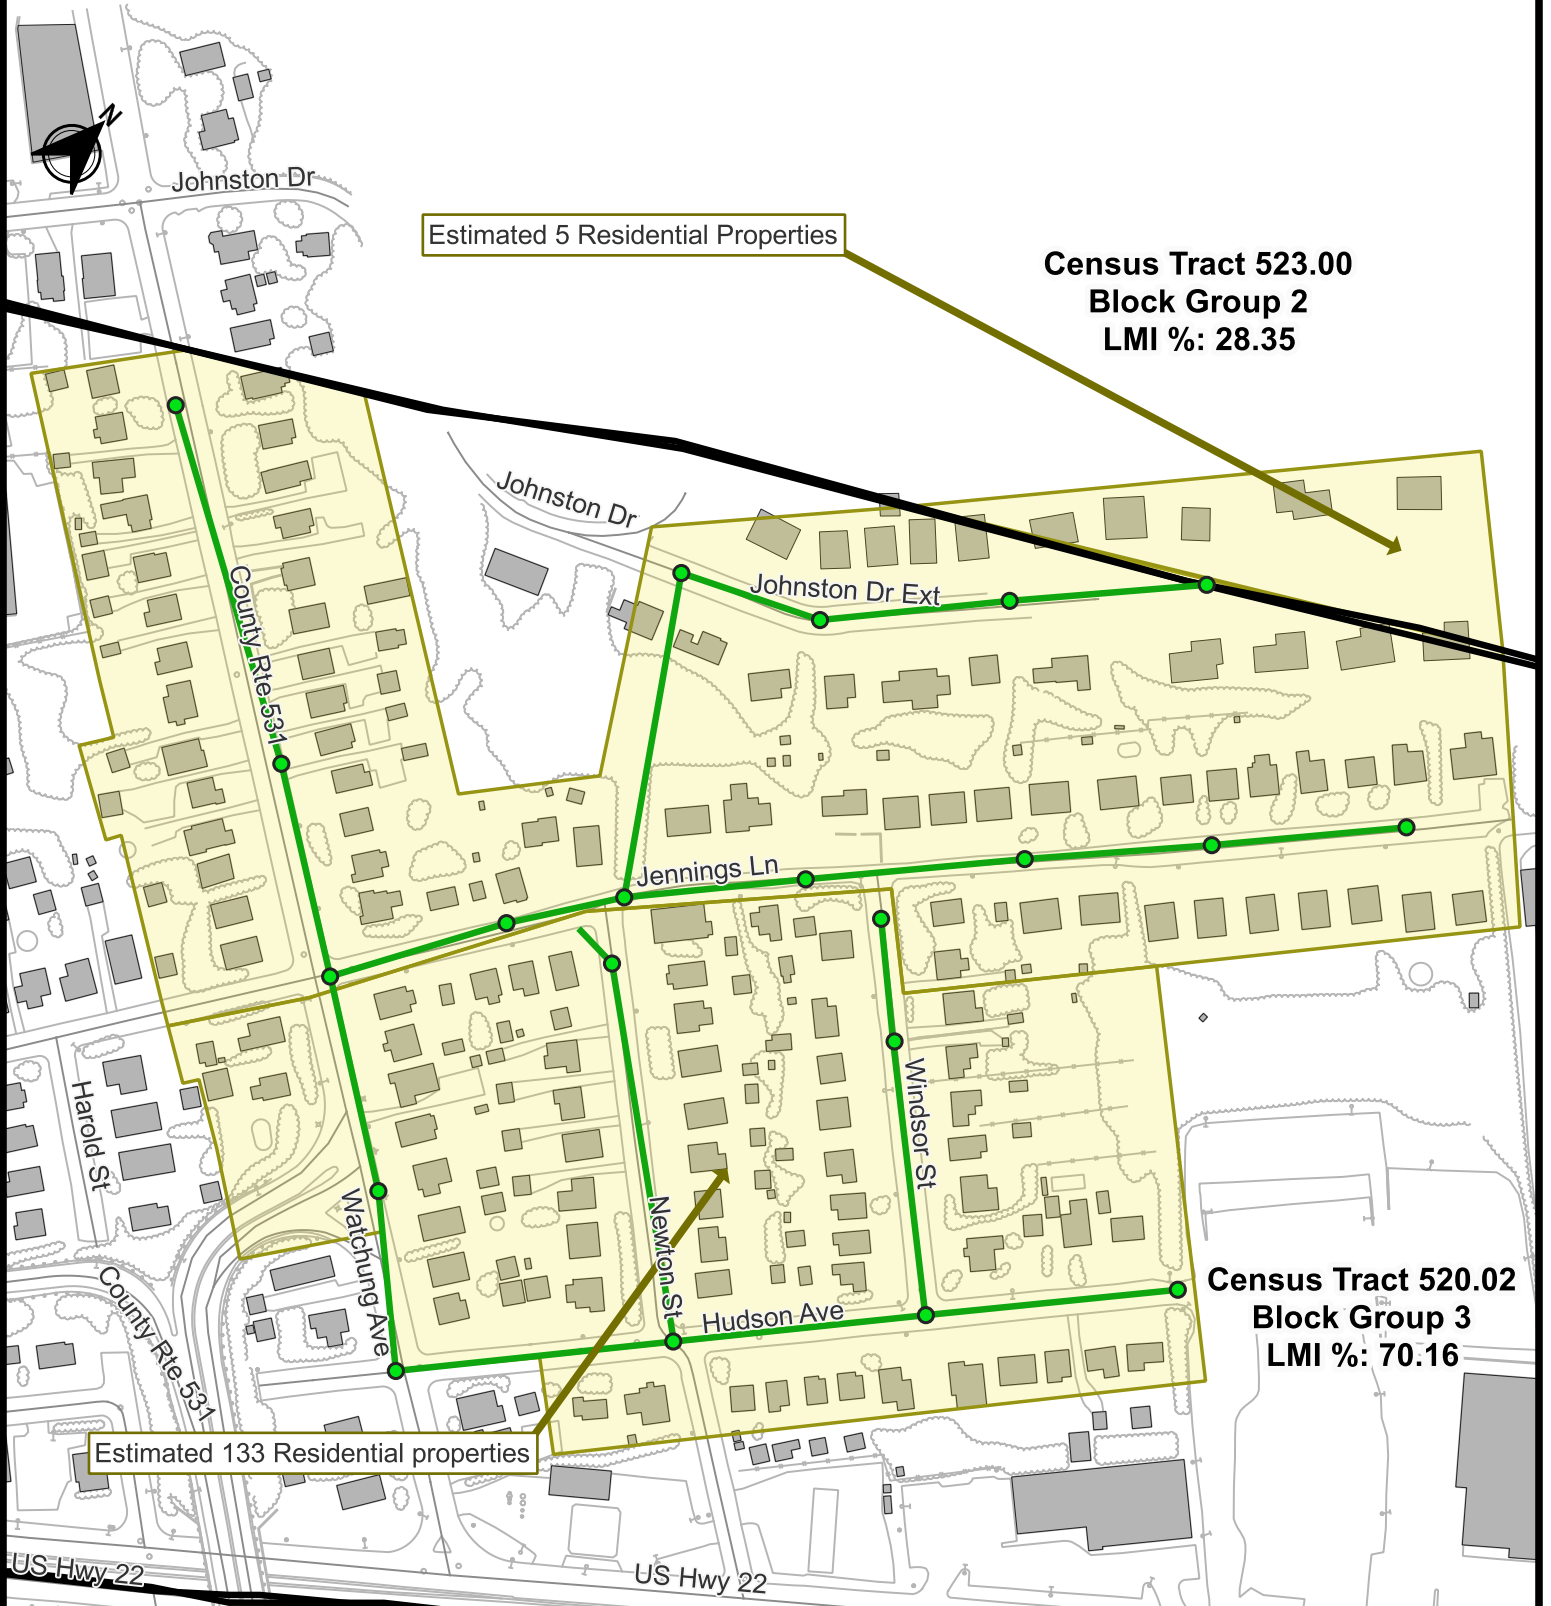 N
Johnston Dr
Estimated 5 Residential Properties
Census Tract 523.00
Block Group 2
LMI %: 28.35
Johnston Dr
Johnston Dr Ext
County Rte 531
Jennings Ln
Harold St
Windsor St
Watchung Ave
Newton St
Hudson Ave
Census Tract 520.02
Block Group 3
LMI %: 70.16
County Rte 531
Estimated 133 Residential properties
US Hwy 22
US Hwy 22